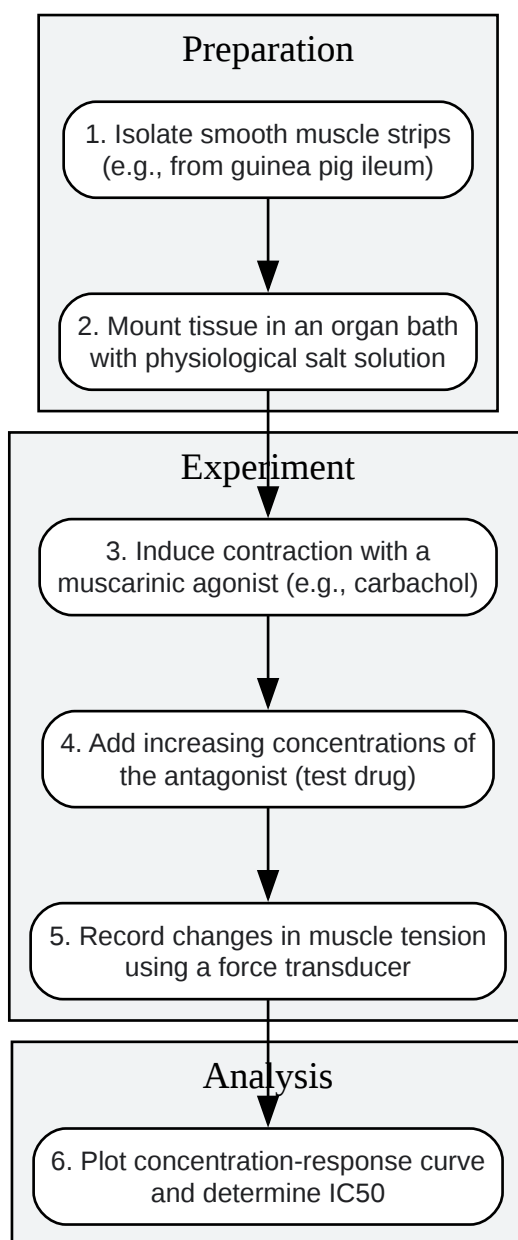 Preparation
1. Isolate smooth muscle strips
(e.g., from guinea pig ileum)
2. Mount tissue in an organ bath
with physiological salt solution
Experiment
3. Induce contraction with a
muscarinic agonist (e.g., carbachol)
4. Add increasing concentrations of
the antagonist (test drug)
5. Record changes in muscle tension
using a force transducer
Analysis
6. Plot concentration-response curve
and determine IC50